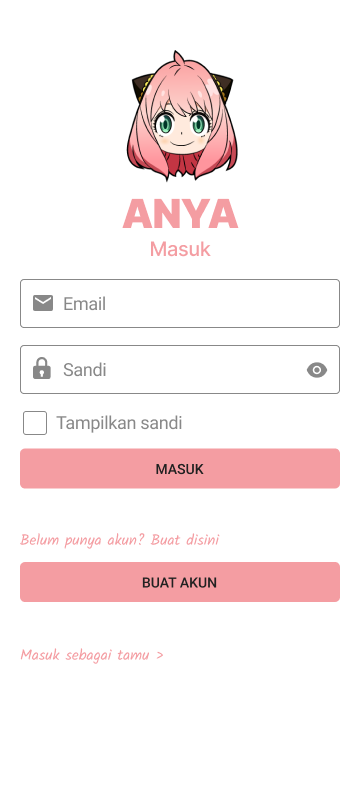 ANYA
Masuk
Email
Sandi
Tampilkan sandi
MASUK
Belum punya akun? Buat disini
BUAT AKUN
Masuk sebagai tamu >